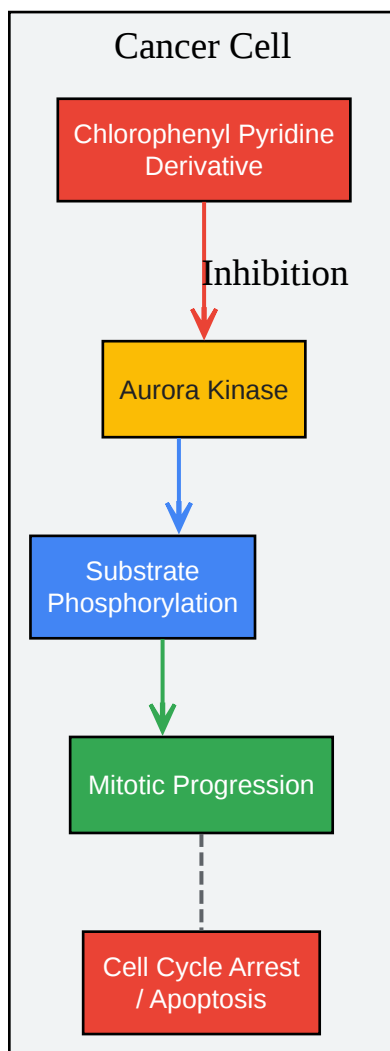 Cancer Cell
Chlorophenyl Pyridine
Derivative
Inhibition
Aurora Kinase
Substrate
Phosphorylation
Mitotic Progression
Cell Cycle Arrest
/ Apoptosis